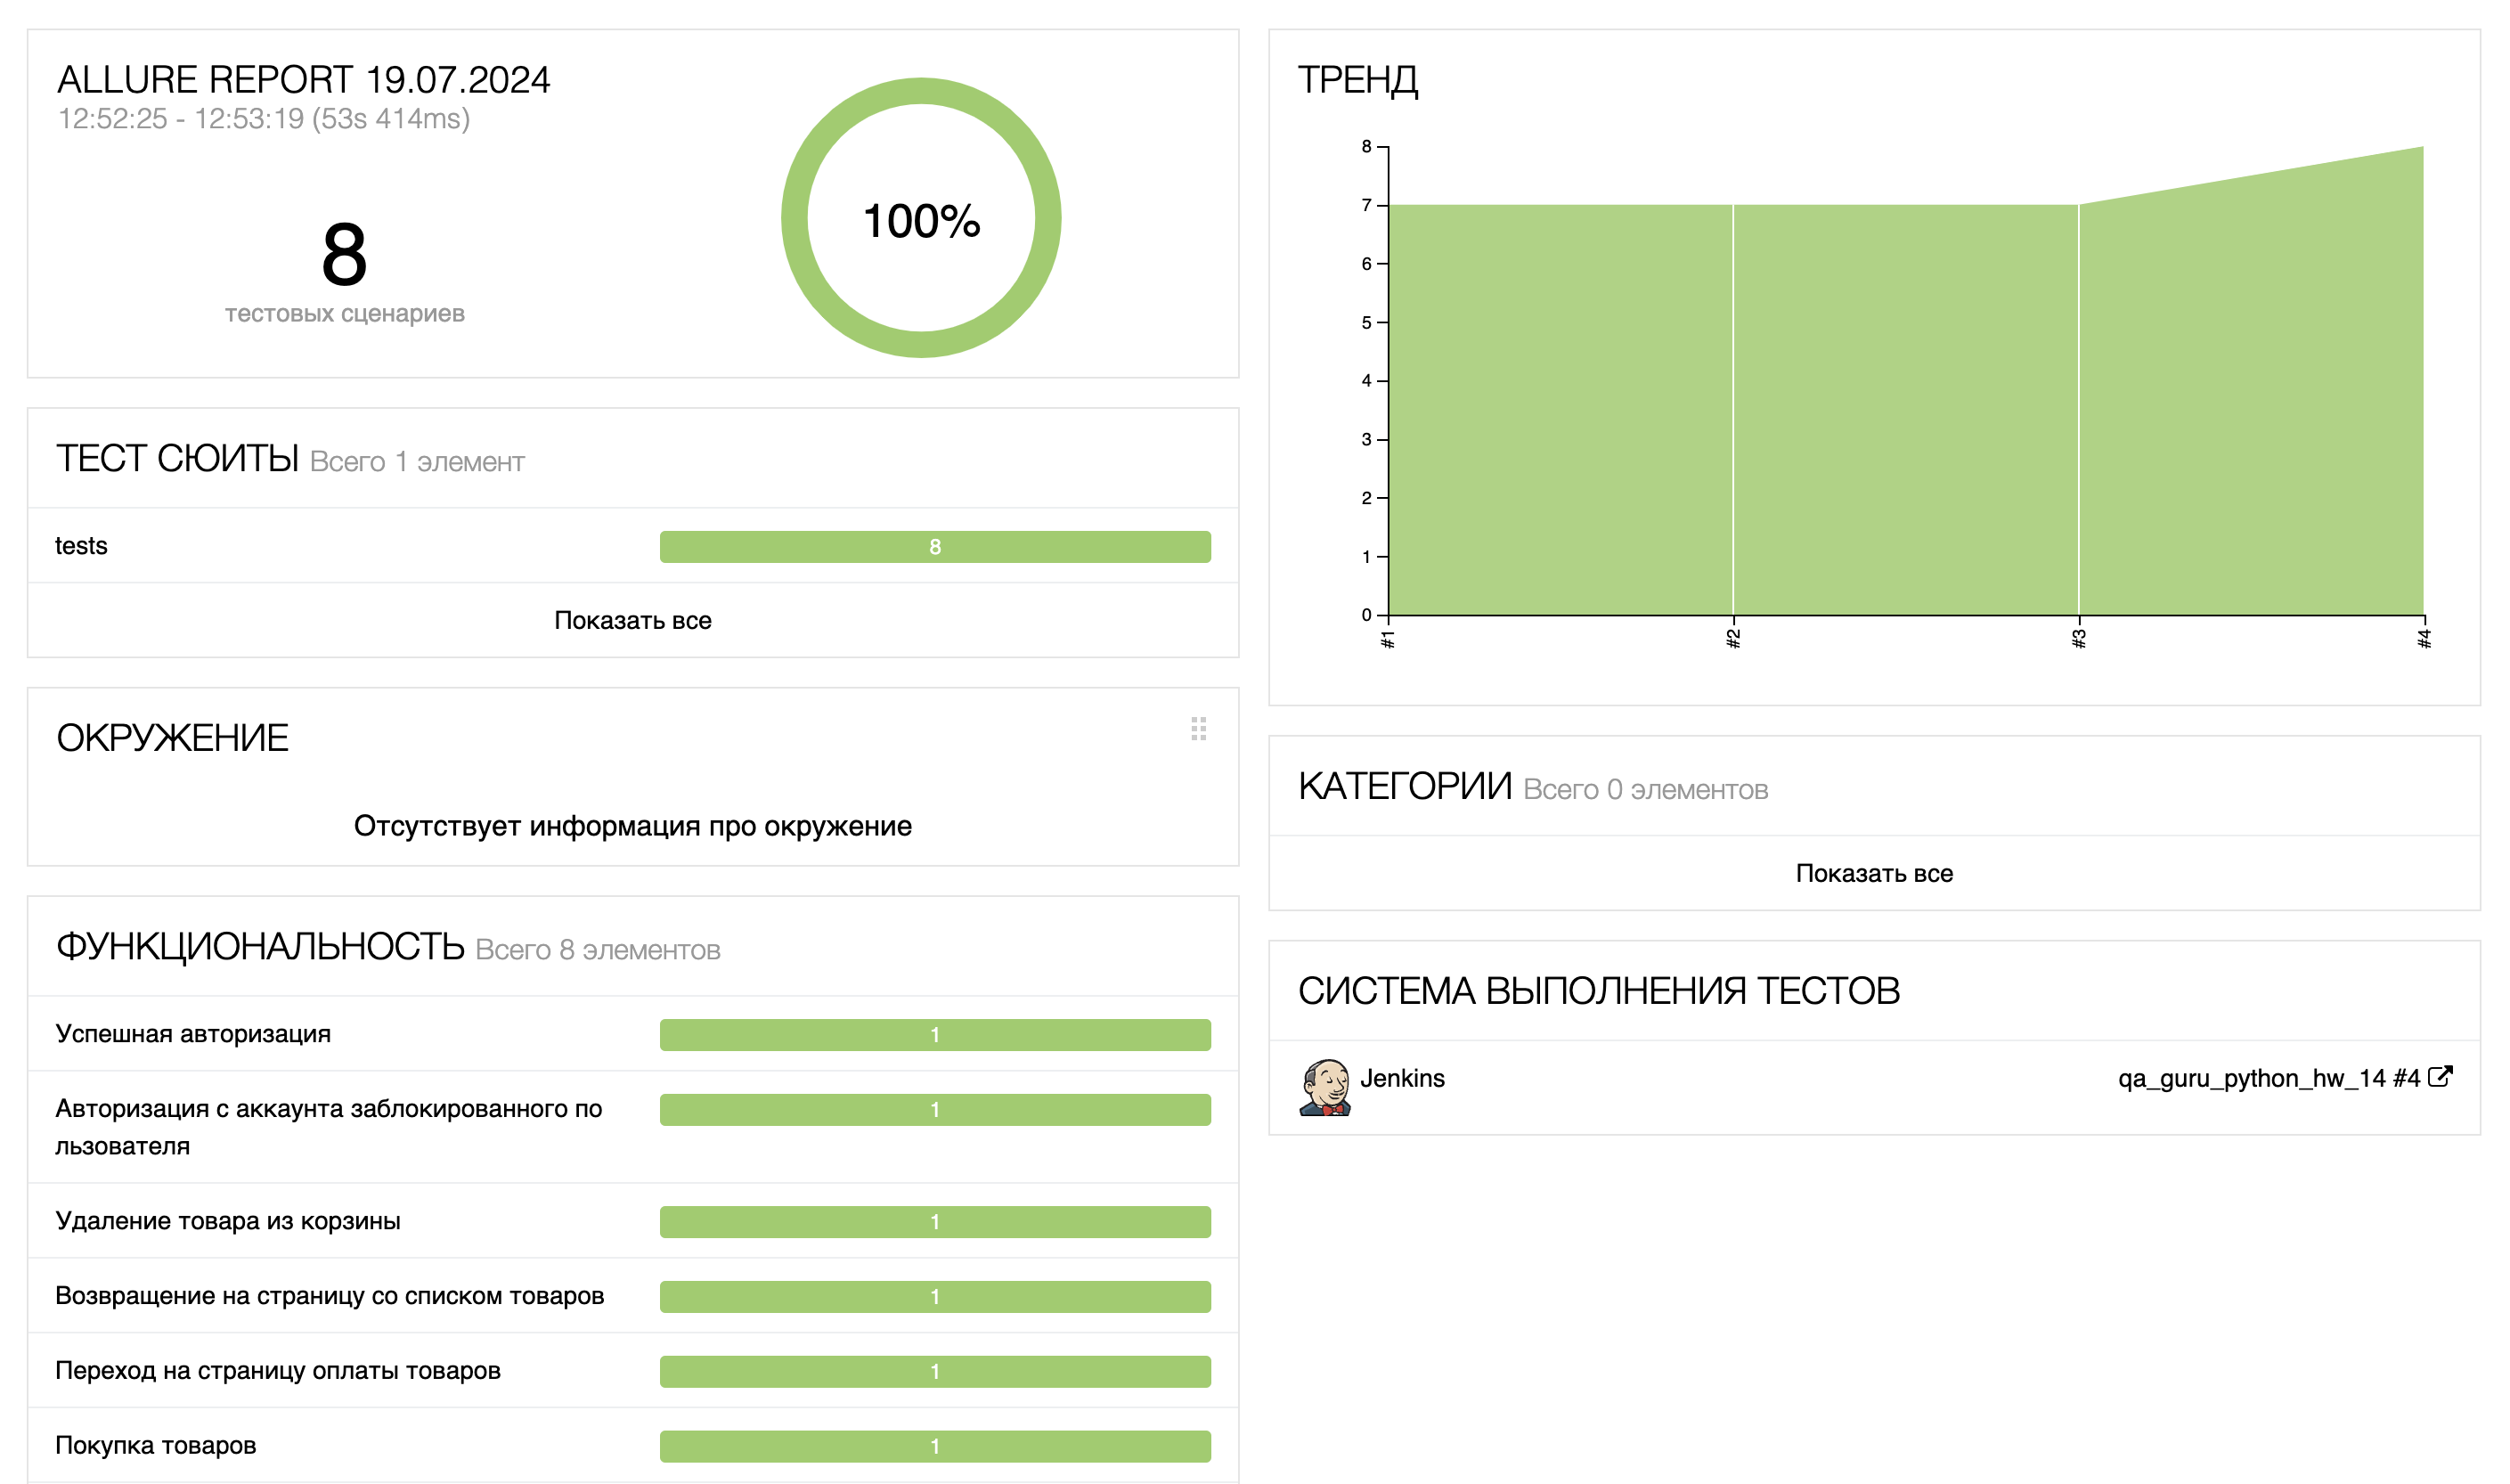 ALLURE REPORT 19.07.2024
12:52:25 - 12:53:19 (53s 414ms)
8
тестовых сценариев
100%
ТЕСТ СЮИТЫ Всего 1 элемент
tests 8
Показать все
ОКРУЖЕНИЕ
Отсутствует информация про окружение
ФУНКЦИОНАЛЬНОСТЬ Всего 8 элементов
Успешная авторизация 1
Авторизация с аккаунта заблокированного по 1
льзователя
Удаление товара из корзины 1
Возвращение на страницу со списком товаров 1
Переход на страницу оплаты товаров 1
Покупка товаров 1
ТРЕНД
8
7
6
5
4
3
2
1
0
#1 #2 #3 #4
КАТЕГОРИИ Всего 0 элементов
Показать все
СИСТЕМА ВЫПОЛНЕНИЯ ТЕСТОВ
Jenkins qa_guru_python_hw_14 #4